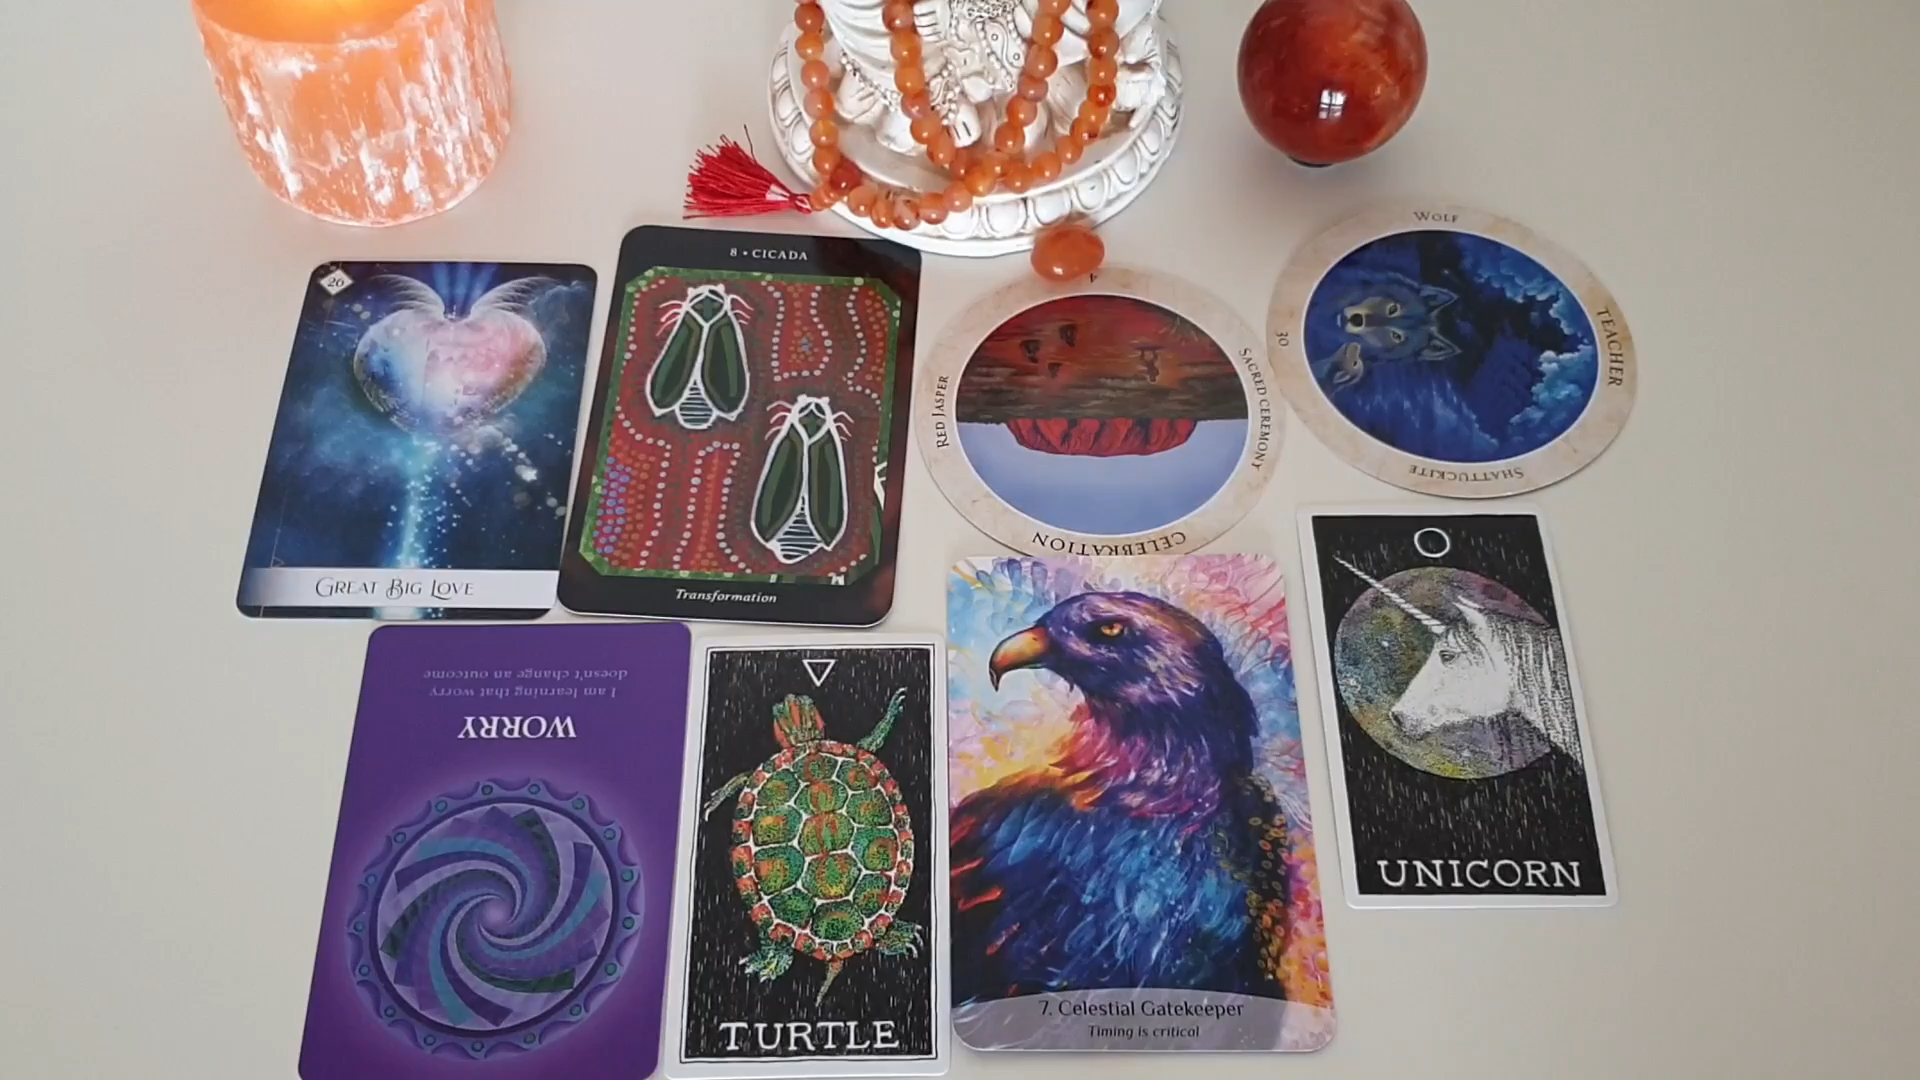 26
GREAT BIG LOVE
8 • CICADA
Transformation
4
RED JASPER
SACRED CEREMONY
CELEBRATION
WOLF
TEACHER
30
SHATTUCKITE
I am learning that worry
doesn't change an outcome
WORRY
TURTLE
7. Celestial Gatekeeper
Timing is critical
UNICORN